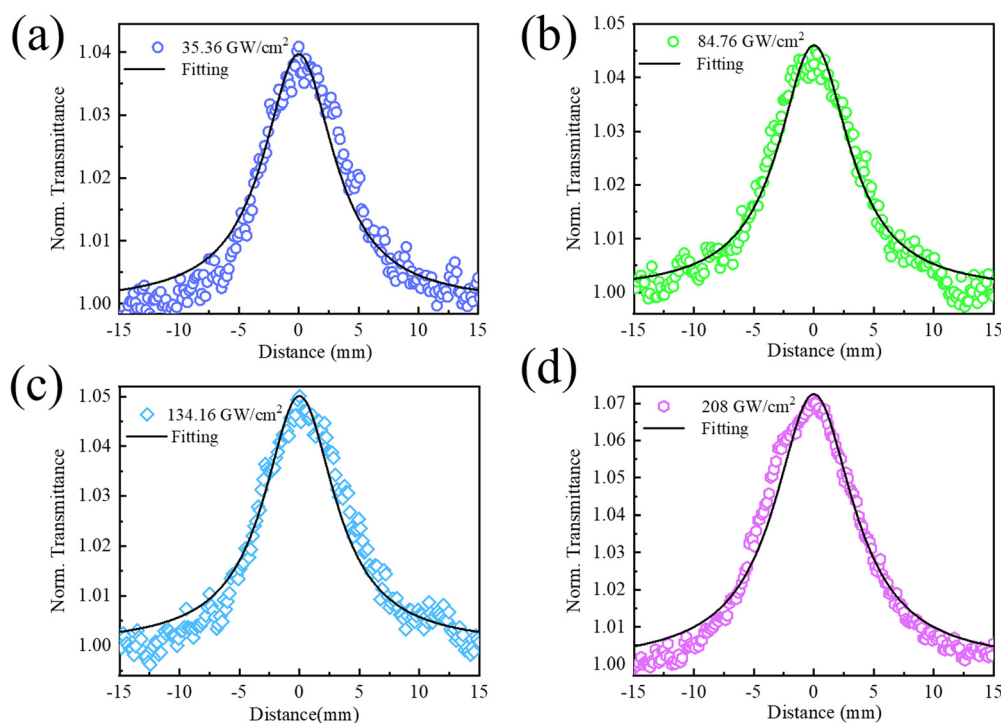 (a)
35.36 GW/cm²
Fitting
Norm. Transmittance
1.04
1.03
1.02
1.01
1.00
-15 -10 -5 0 5 10 15
Distance (mm)
(b)
84.76 GW/cm²
Fitting
Norm. Transmittance
1.05
1.04
1.03
1.02
1.01
1.00
-15 -10 -5 0 5 10 15
Distance (mm)
(c)
134.16 GW/cm²
Fitting
Norm. Transmittance
1.05
1.04
1.03
1.02
1.01
1.00
-15 -10 -5 0 5 10 15
Distance(mm)
(d)
208 GW/cm²
Fitting
Norm. Transmittance
1.07
1.06
1.05
1.04
1.03
1.02
1.01
1.00
-15 -10 -5 0 5 10 15
Distance (mm)